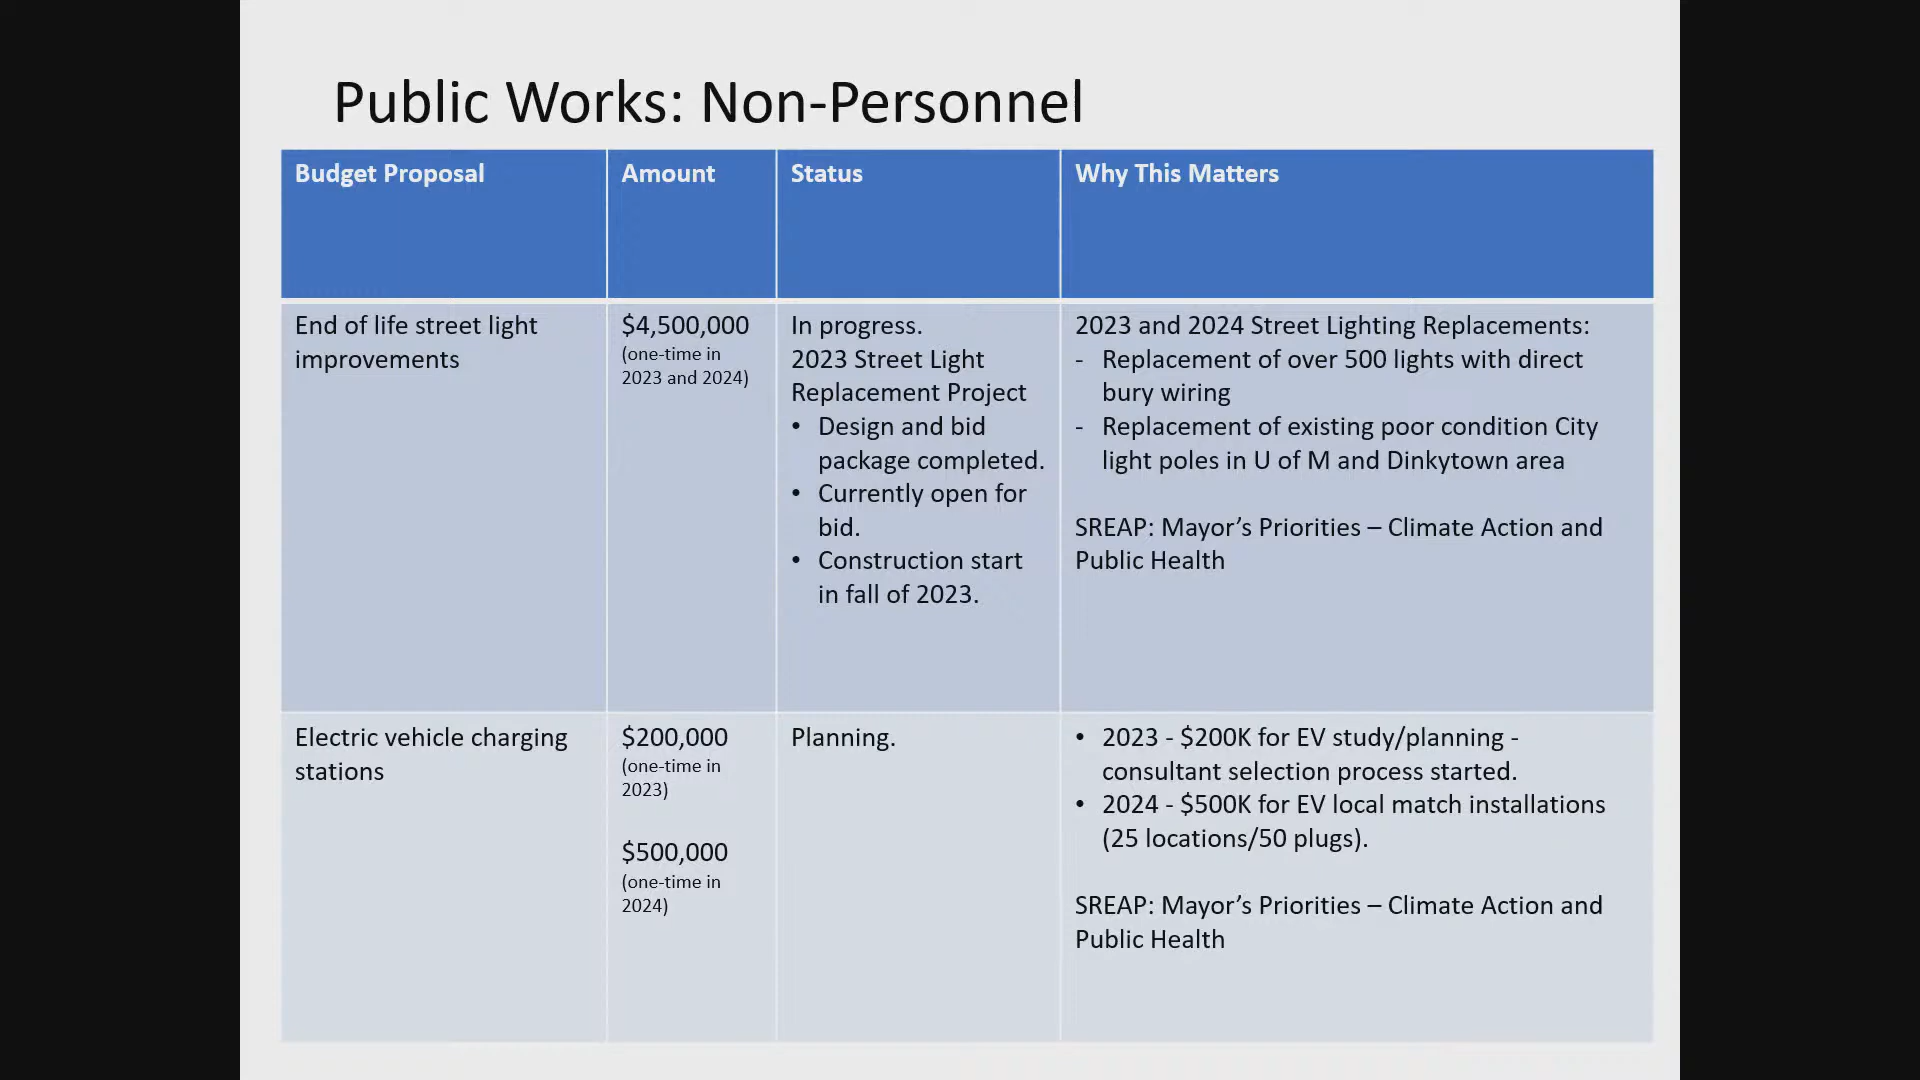 Public Works: Non-Personnel
Budget Proposal
Amount
Status
Why This Matters
End of life street light
improvements
$4,500,000
(one-time in
2023 and 2024)
In progress.
2023 Street Light
Replacement Project
• Design and bid
package completed.
• Currently open for
bid.
• Construction start
in fall of 2023.
2023 and 2024 Street Lighting Replacements:
- Replacement of over 500 lights with direct
bury wiring
- Replacement of existing poor condition City
light poles in U of M and Dinkytown area
SREAP: Mayor’s Priorities – Climate Action and
Public Health
Electric vehicle charging
stations
$200,000
(one-time in
2023)
$500,000
(one-time in
2024)
Planning.
• 2023 - $200K for EV study/planning -
consultant selection process started.
• 2024 - $500K for EV local match installations
(25 locations/50 plugs).
SREAP: Mayor’s Priorities – Climate Action and
Public Health